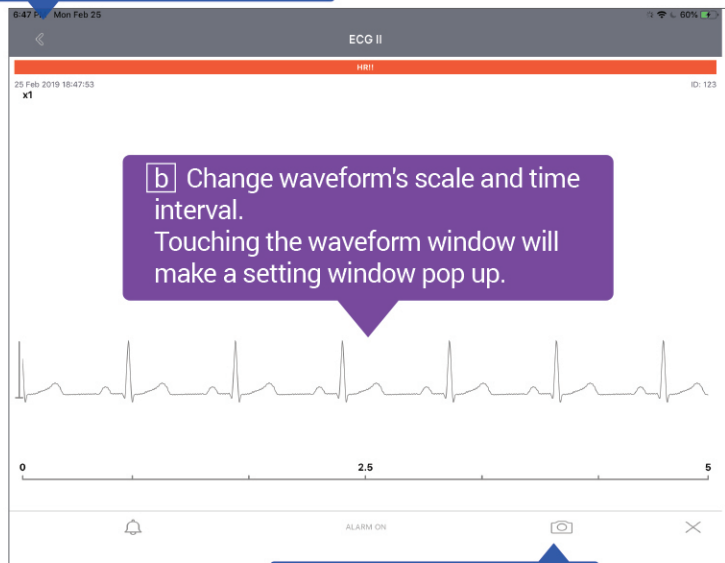 6:47 P Mon Feb 25
60%
ECG II
HR!!
25 Feb 2019 18:47:53
ID: 123
x1
b Change waveform's scale and time
interval.
Touching the waveform window will
make a setting window pop up.
0 2.5 5
ALARM ON